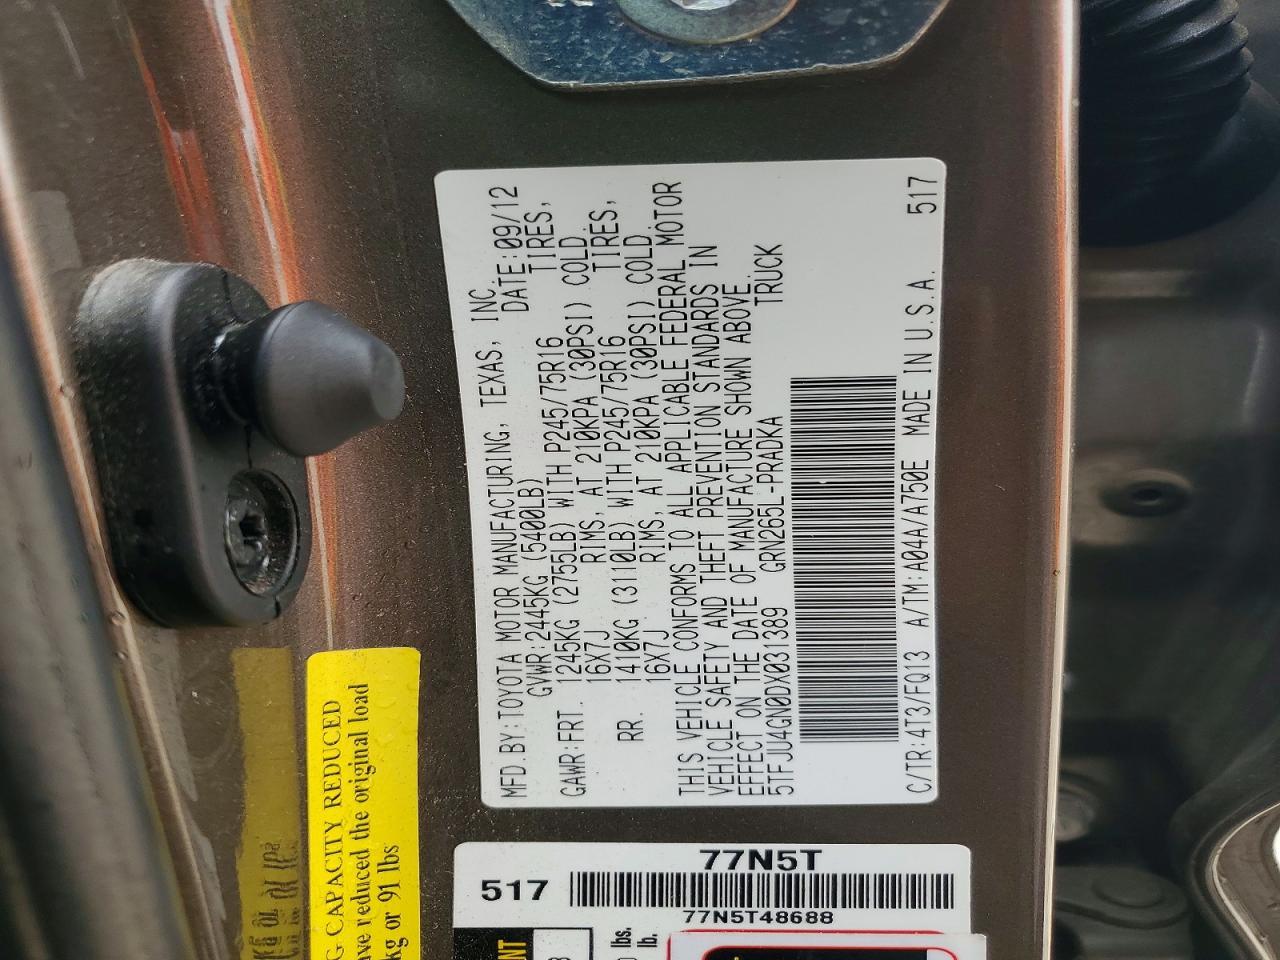 MFD.BY:TOYOTA MOTOR MANUFACTURING, TEXAS, INC.
GVWR:2445KG (5400LB) DATE:09/12
GAWR:FRT. 1245KG (2755LB) WITH P245/75R16 TIRES,
16X7J RIMS, AT 210KPA (30PSI) COLD.
RR. 1410KG (3110LB) WITH P245/75R16 TIRES,
16X7J RIMS, AT 210KPA (30PSI) COLD.
THIS VEHICLE CONFORMS TO ALL APPLICABLE FEDERAL MOTOR
VEHICLE SAFETY AND THEFT PREVENTION STANDARDS IN
EFFECT ON THE DATE OF MANUFACTURE SHOWN ABOVE.
5TFJU4GN0DX031389 GRN265L-PRADKA TRUCK
C/TR:4T3/FQ13 A/TM:A04A/A750E MADE IN U.S.A. 517
77N5T
517
77N5T48688
G CAPACITY REDUCED
ave reduced the original load
kg or 91 lbs
lbs.
lb.